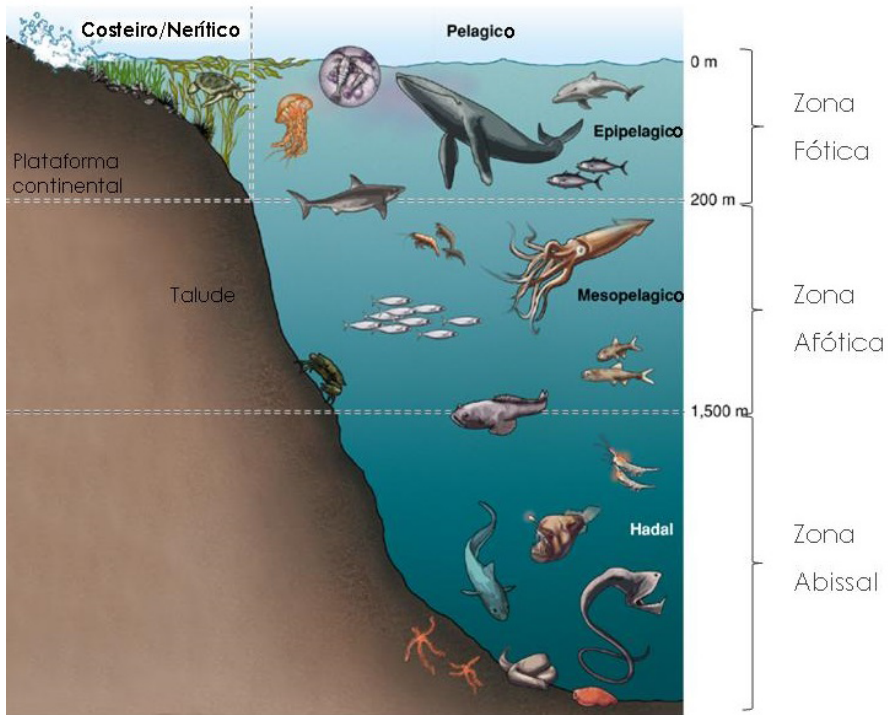 Costeiro/Nerítico
Pelagico
0 m
Zona
Fótica
Epipelagico
Plataforma
continental
200 m
Talude
Mesopelagico
Zona
Afótica
1,500 m
Hadal
Zona
Abissal